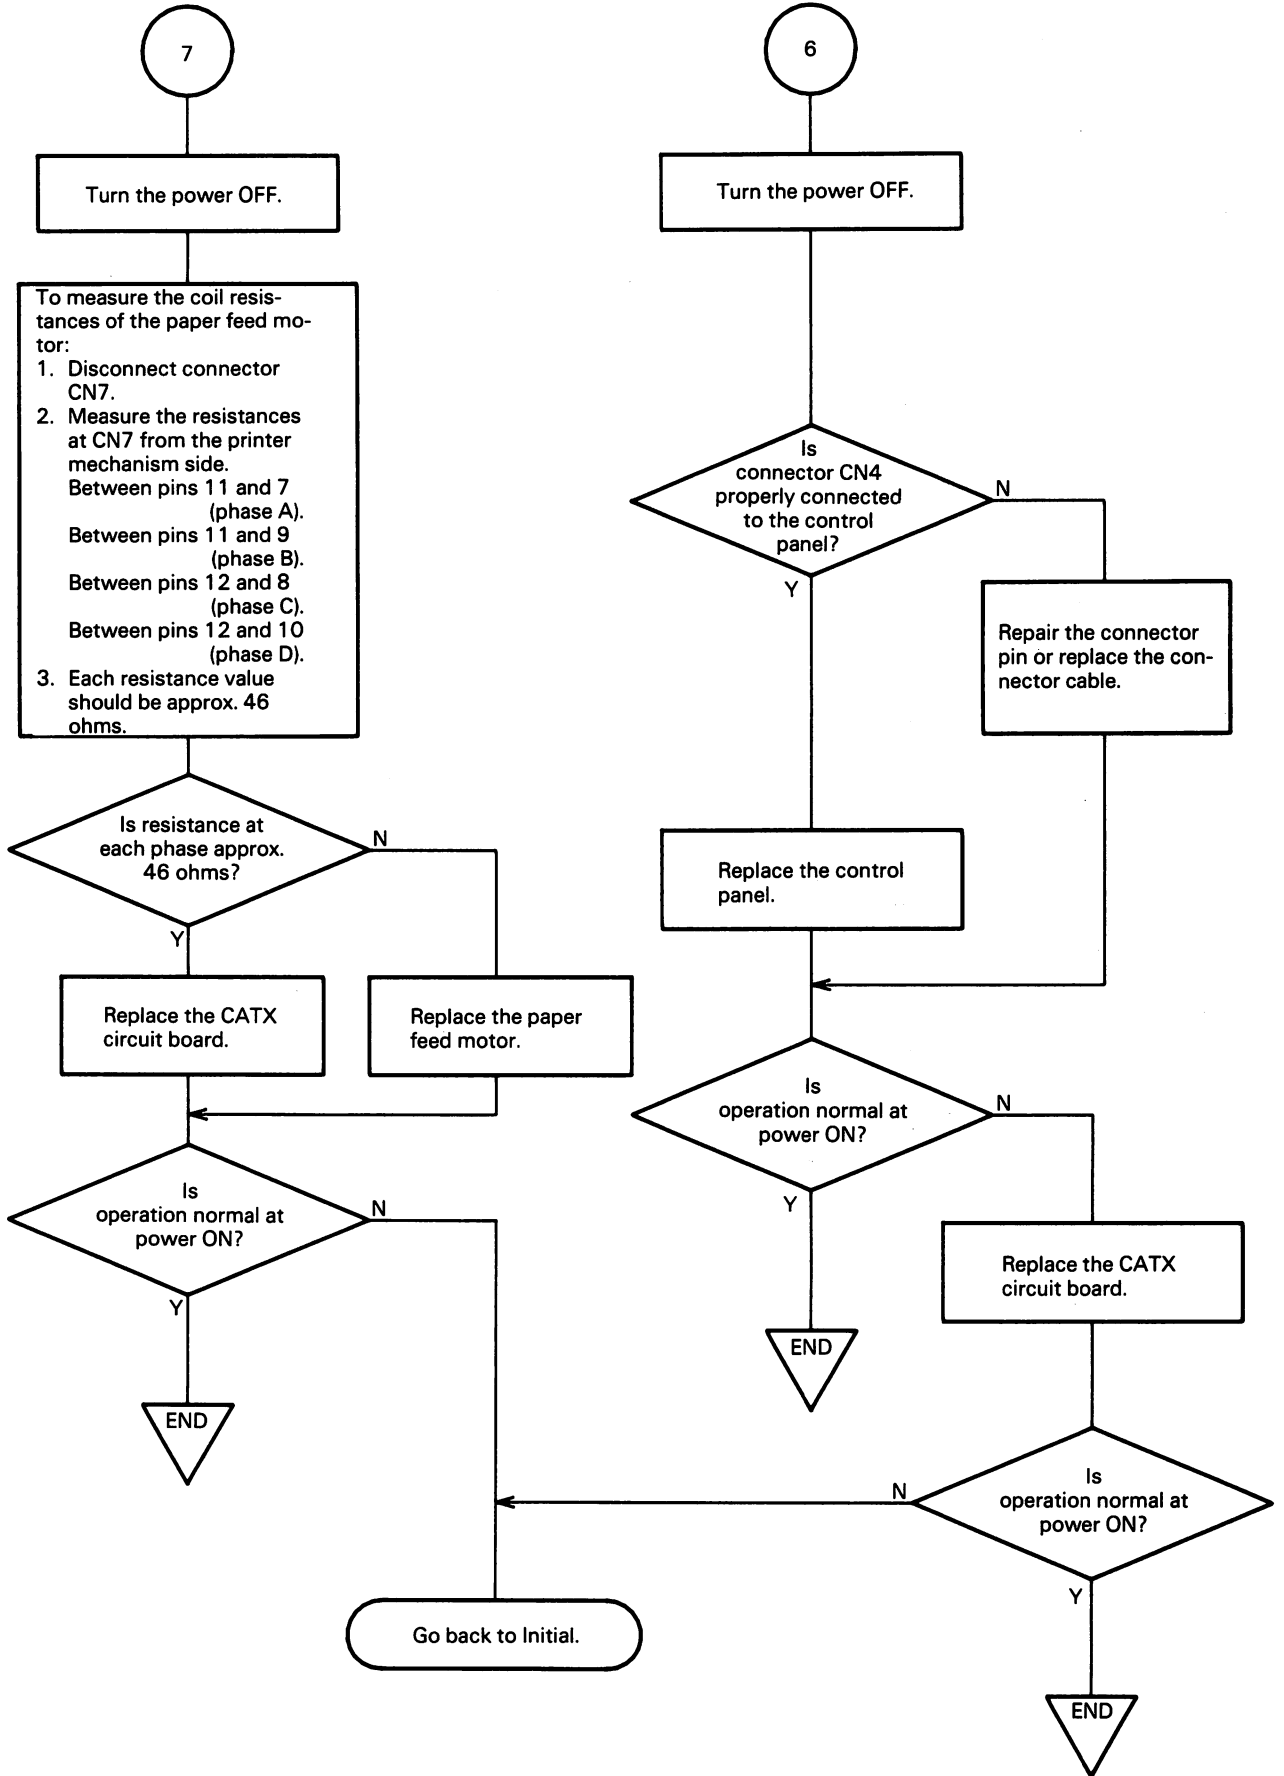 7
Turn the power OFF.
To measure the coil resis-
tances of the paper feed mo-
tor:
1. Disconnect connector
CN7.
2. Measure the resistances
at CN7 from the printer
mechanism side.
Between pins 11 and 7
(phase A).
Between pins 11 and 9
(phase B).
Between pins 12 and 8
(phase C).
Between pins 12 and 10
(phase D).
3. Each resistance value
should be approx. 46
ohms.
Is resistance at
each phase approx.
46 ohms?
N
Y
Replace the CATX
circuit board.
Replace the paper
feed motor.
Is
operation normal at
power ON?
N
Y
END
6
Turn the power OFF.
Is
connector CN4
properly connected
to the control
panel?
N
Y
Repair the connector
pin or replace the con-
nector cable.
Replace the control
panel.
Is
operation normal at
power ON?
N
Y
END
Replace the CATX
circuit board.
Is
operation normal at
power ON?
N
Y
END
Go back to Initial.